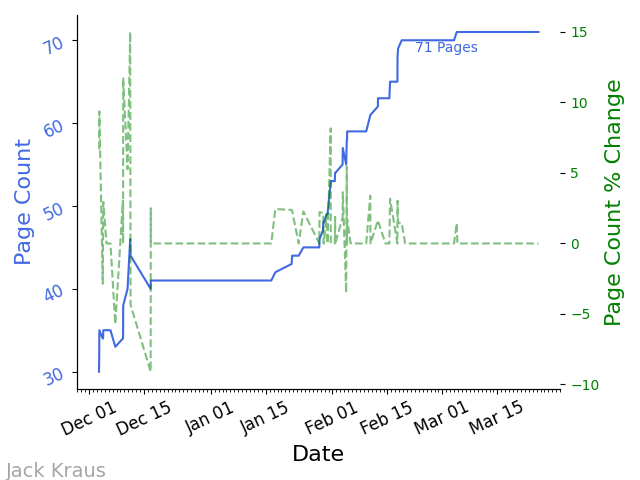 15
70
71 Pages
10
60
5
50
0
40
−5
30
−10
Page Count
Page Count % Change
Dec 01
Dec 15
Jan 01
Jan 15
Feb 01
Feb 15
Mar 01
Mar 15
Date
Jack Kraus